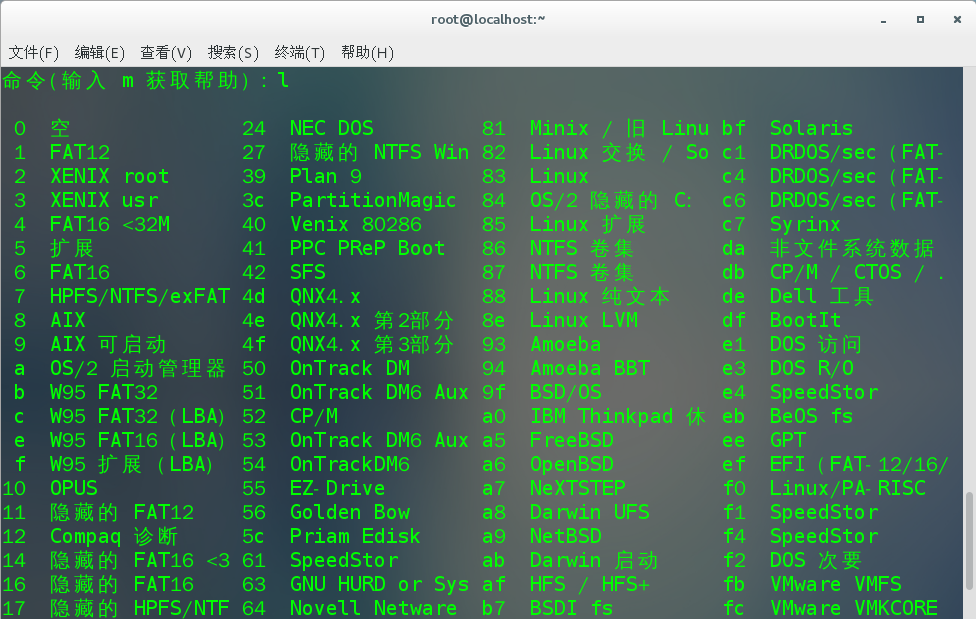 root@localhost:~
文件(F) 编辑(E) 查看(V) 搜索(S) 终端(T) 帮助(H)
命令(输入 m 获取帮助)：l
0 空 24 NEC DOS 81 Minix / 旧 Linu bf Solaris
1 FAT12 27 隐藏的 NTFS Win 82 Linux 交换 / So c1 DRDOS/sec (FAT-
2 XENIX root 39 Plan 9 83 Linux c4 DRDOS/sec (FAT-
3 XENIX usr 3c PartitionMagic 84 OS/2 隐藏的 C: c6 DRDOS/sec (FAT-
4 FAT16 <32M 40 Venix 80286 85 Linux 扩展 c7 Syrinx
5 扩展 41 PPC PReP Boot 86 NTFS 卷集 da 非文件系统数据
6 FAT16 42 SFS 87 NTFS 卷集 db CP/M / CTOS / .
7 HPFS/NTFS/exFAT 4d QNX4.x 88 Linux 纯文本 de Dell 工具
8 AIX 4e QNX4.x 第2部分 8e Linux LVM df BootIt
9 AIX 可启动 4f QNX4.x 第3部分 93 Amoeba e1 DOS 访问
a OS/2 启动管理器 50 OnTrack DM 94 Amoeba BBT e3 DOS R/O
b W95 FAT32 51 OnTrack DM6 Aux 9f BSD/OS e4 SpeedStor
c W95 FAT32 (LBA) 52 CP/M a0 IBM Thinkpad 休 eb BeOS fs
e W95 FAT16 (LBA) 53 OnTrack DM6 Aux a5 FreeBSD ee GPT
f W95 扩展 (LBA) 54 OnTrackDM6 a6 OpenBSD ef EFI (FAT-12/16/
10 OPUS 55 EZ-Drive a7 NeXTSTEP f0 Linux/PA-RISC
11 隐藏的 FAT12 56 Golden Bow a8 Darwin UFS f1 SpeedStor
12 Compaq 诊断 5c Priam Edisk a9 NetBSD f4 SpeedStor
14 隐藏的 FAT16 <3 61 SpeedStor ab Darwin 启动 f2 DOS 次要
16 隐藏的 FAT16 63 GNU HURD or Sys af HFS / HFS+ fb VMware VMFS
17 隐藏的 HPFS/NTF 64 Novell Netware b7 BSDI fs fc VMware VMKCORE